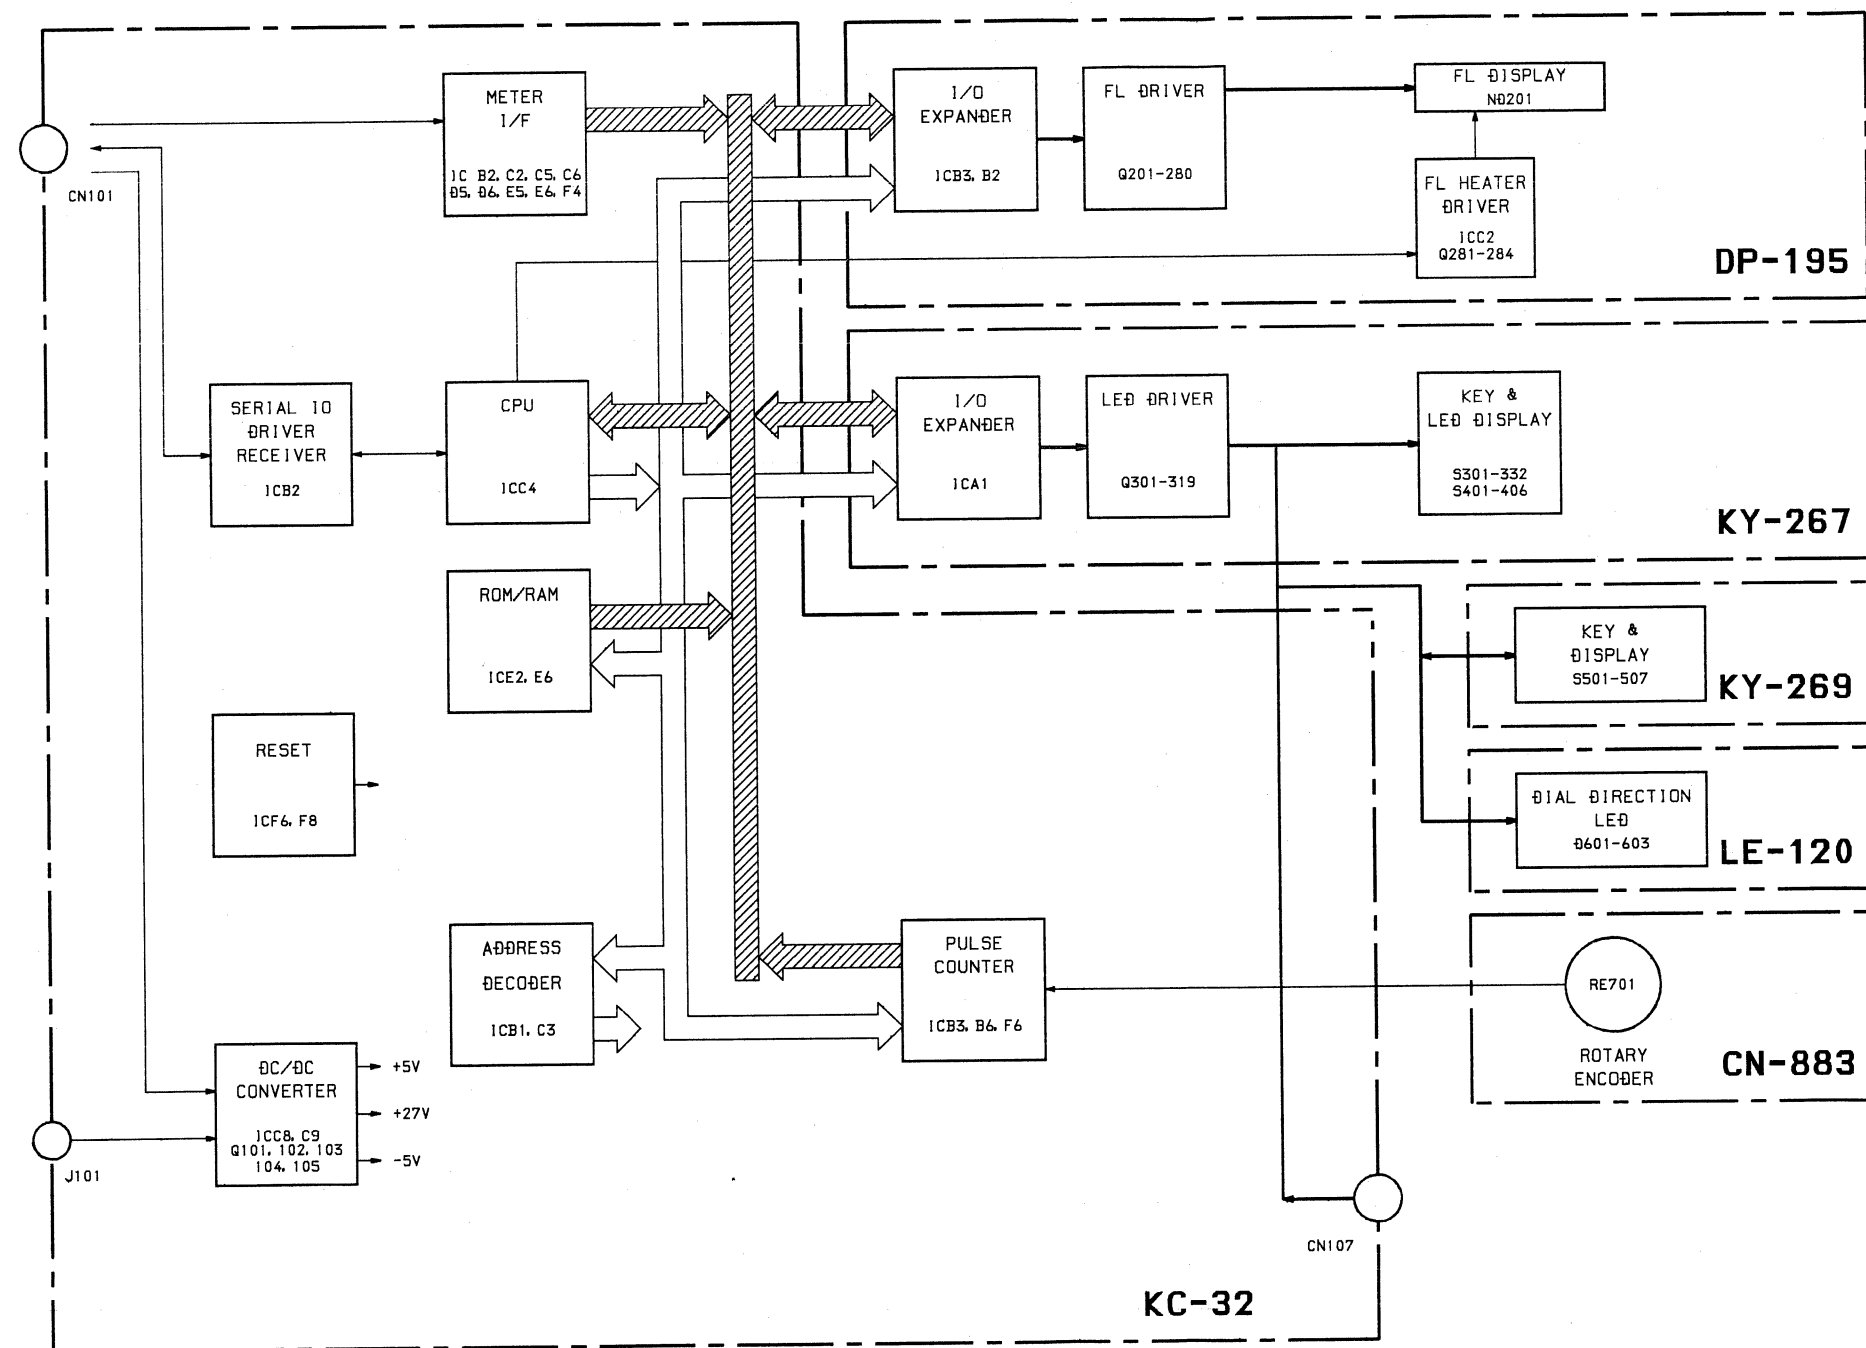 METER
I/F
IC B2, C2, C5, C6
D5, D6, E5, E6, F4
CN101
I/O
EXPANDER
ICB3, B2
FL DRIVER
Q201-280
FL DISPLAY
ND201
FL HEATER
DRIVER
ICC2
Q281-284
DP-195
SERIAL IO
DRIVER
RECEIVER
ICB2
CPU
ICC4
I/O
EXPANDER
ICA1
LED DRIVER
Q301-319
KEY &
LED DISPLAY
S301-332
S401-406
KY-267
ROM/RAM
ICE2, E6
KEY &
DISPLAY
S501-507
KY-269
RESET
ICF6, F8
DIAL DIRECTION
LED
D601-603
LE-120
ADDRESS
DECODER
ICB1, C3
PULSE
COUNTER
ICB3, B6, F6
RE701
ROTARY
ENCODER
CN-883
DC/DC
CONVERTER
ICC8, C9
Q101, 102, 103
104, 105
+5V
+27V
-5V
J101
CN107
KC-32